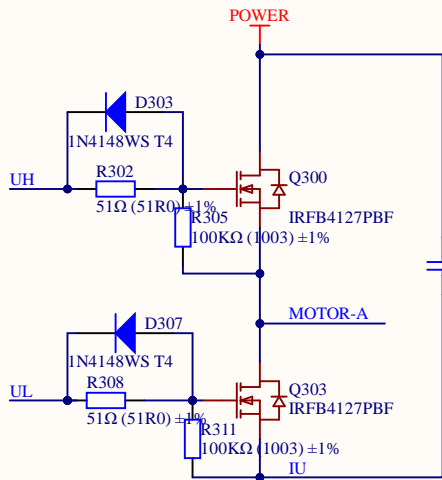 POWER
D303
1N4148WS T4
R302
UH
51Ω (51R0) ±1%
Q300
R305
IRFB4127PBF
100KΩ (1003) ±1%
MOTOR-A
D307
1N4148WS T4
R308
UL
51Ω (51R0) ±1%
Q303
IRFB4127PBF
R311
100KΩ (1003) ±1%
IU